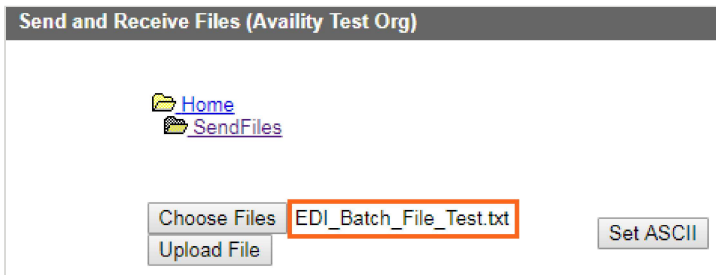 Send and Receive Files (Availity Test Org)
Home
SendFiles
Choose Files EDI_Batch_File_Test.txt
Set ASCII
Upload File